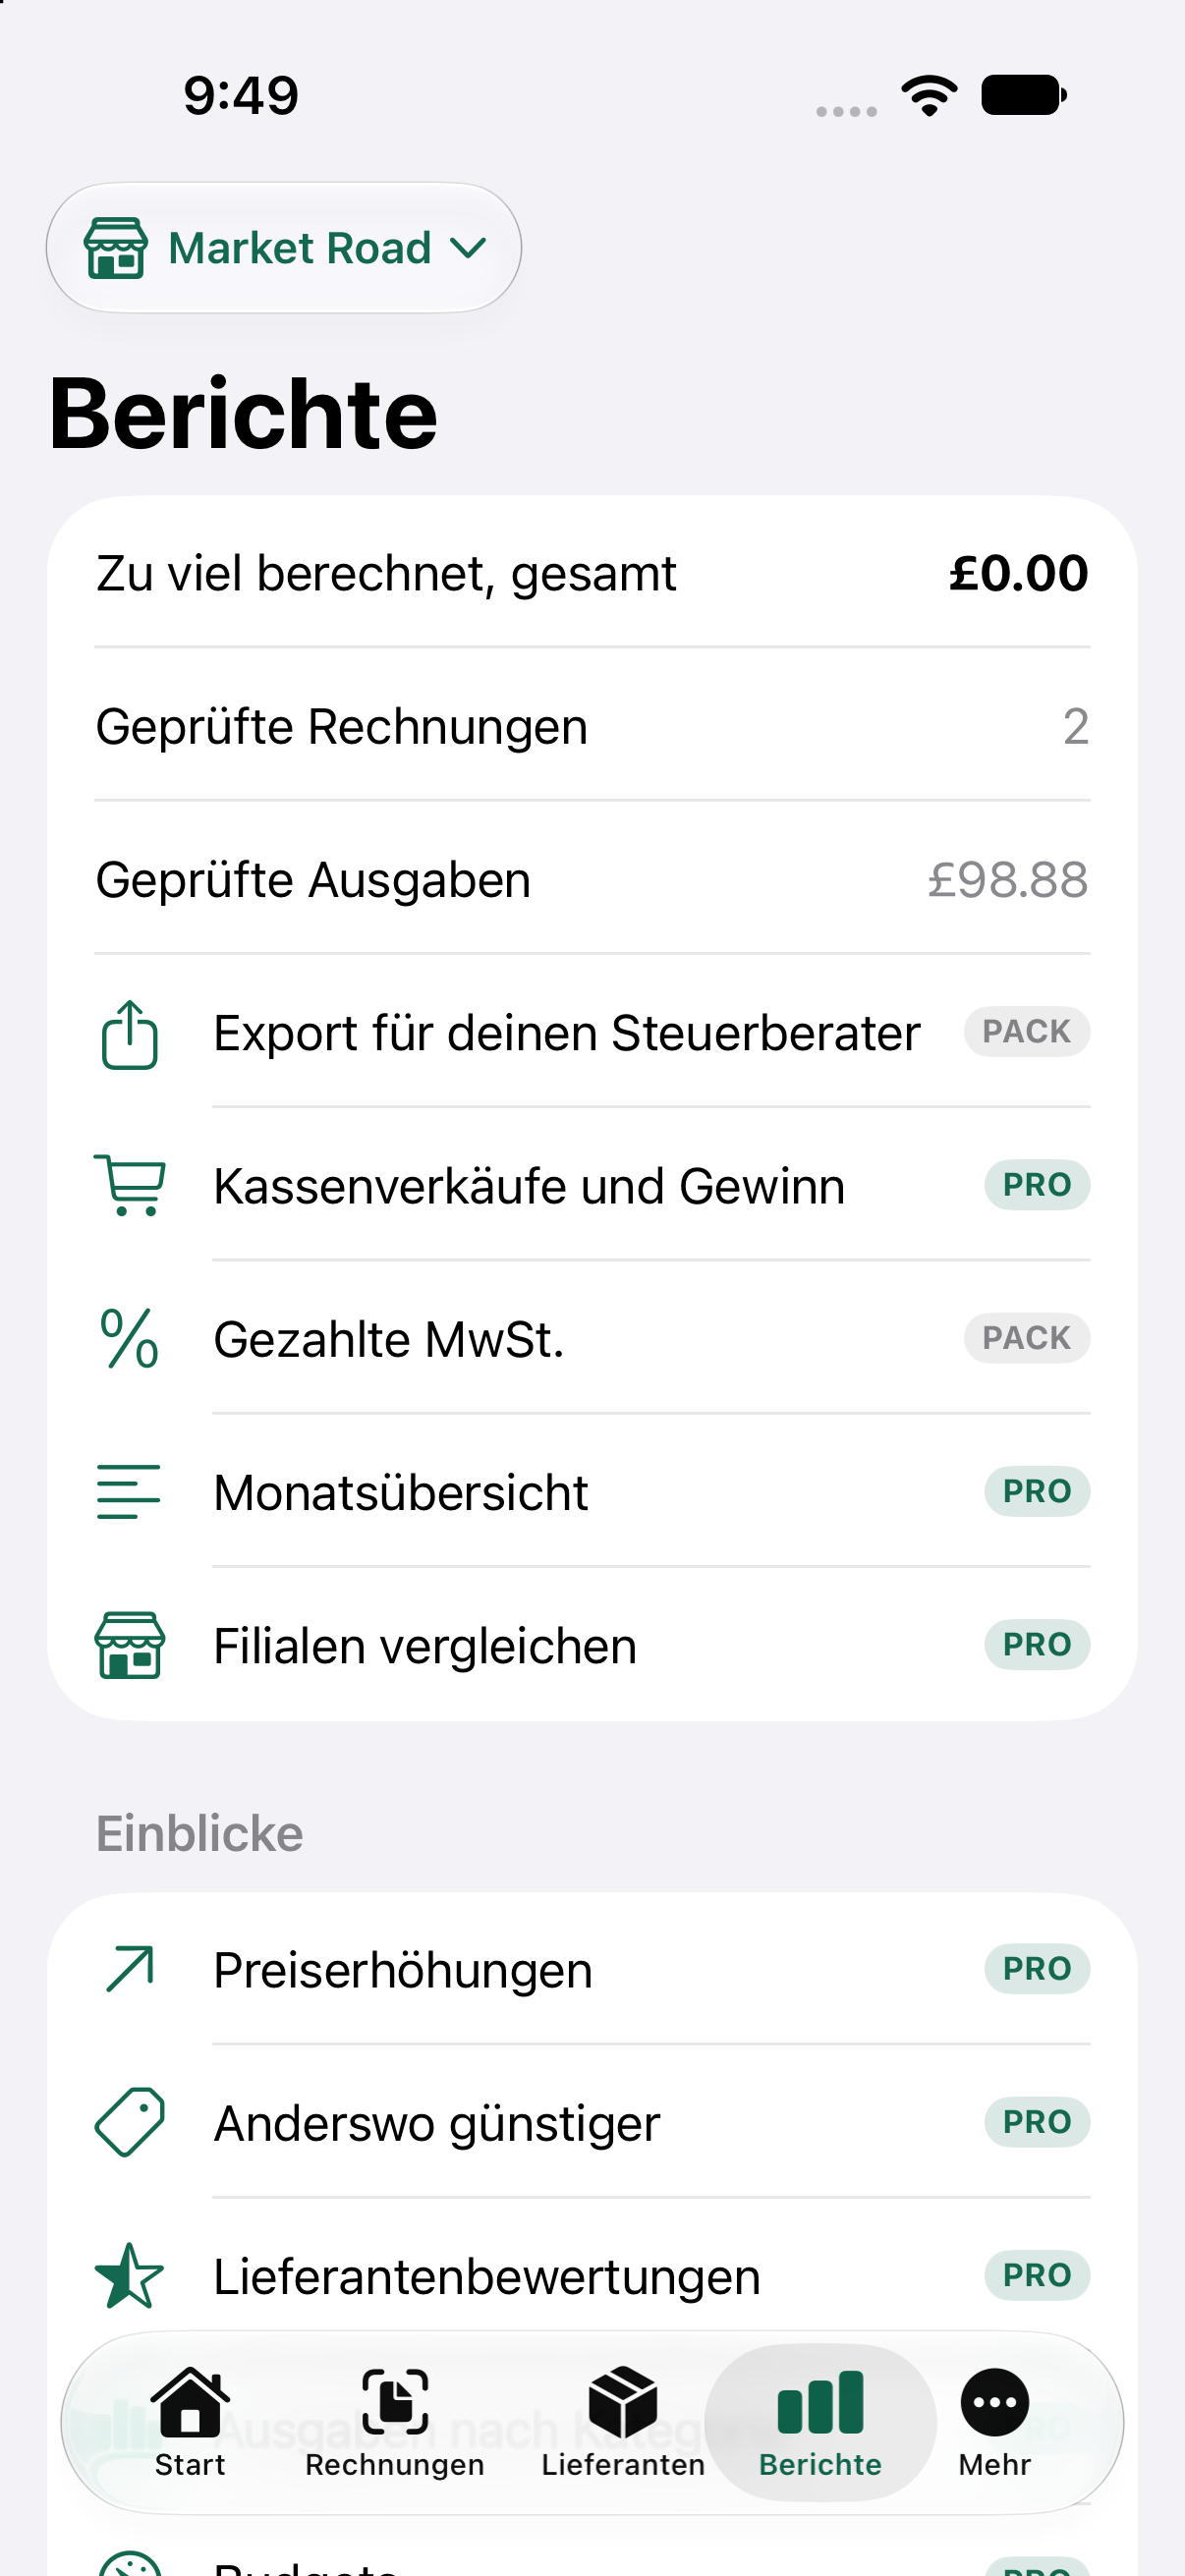 9:49
Market Road
Berichte
Zu viel berechnet, gesamt £0.00
Geprüfte Rechnungen 2
Geprüfte Ausgaben £98.88
Export für deinen Steuerberater PACK
Kassenverkäufe und Gewinn PRO
Gezahlte MwSt. PACK
Monatsübersicht PRO
Filialen vergleichen PRO
Einblicke
Preiserhöhungen PRO
Anderswo günstiger PRO
Lieferantenbewertungen PRO
Ausgaben nach
Start Rechnungen Lieferanten Berichte Mehr